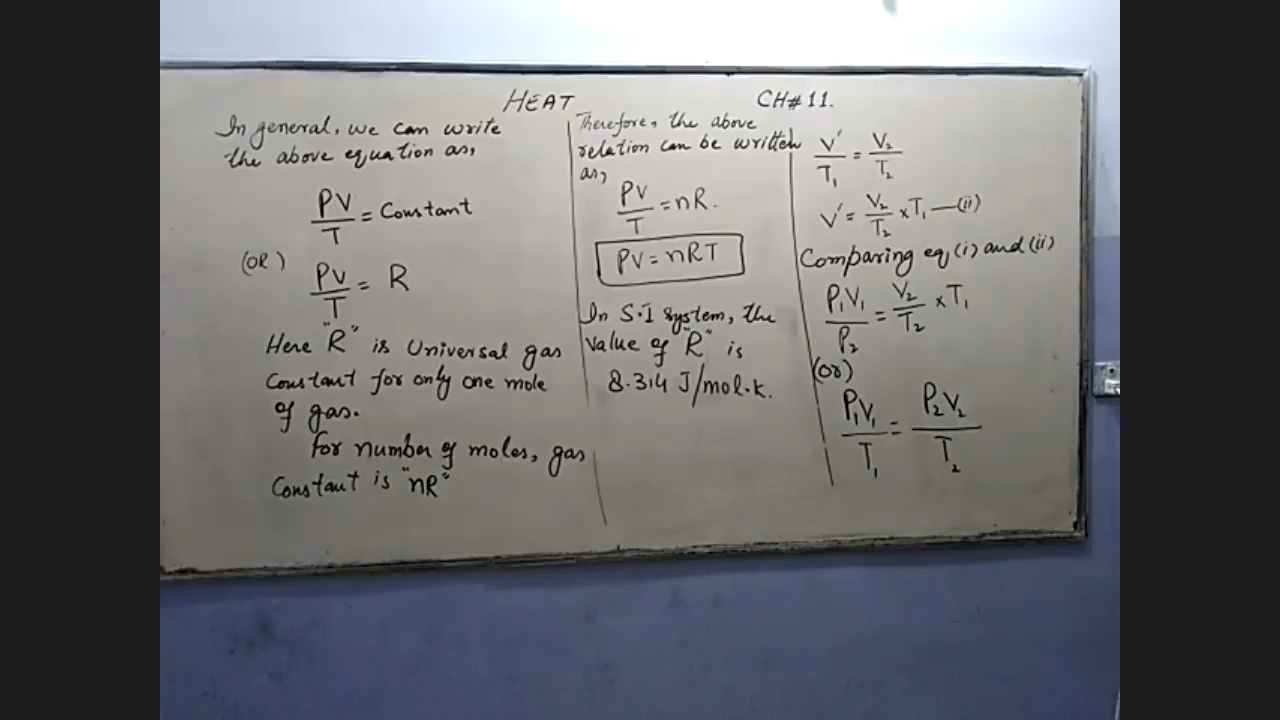 HEAT
CH# 11.
In general, we can write
the above equation as,
PV/T = Constant
(OR)
PV/T = R
Here "R" is Universal gas
Constant for only one mole
of gas.
For number of moles, gas
Constant is "nR"
Therefore, the above
relation can be written
as,
PV/T = nR.
PV = nRT
In S.I system, the
value of "R" is
8.314 J/mol.k.
V'/T₁ = V₂/T₂
V' = V₂/T₂ × T₁ —(ii)
Comparing eq (i) and (ii)
P₁V₁/P₂ = V₂/T₂ × T₁
(or)
P₁V₁/T₁ = P₂V₂/T₂